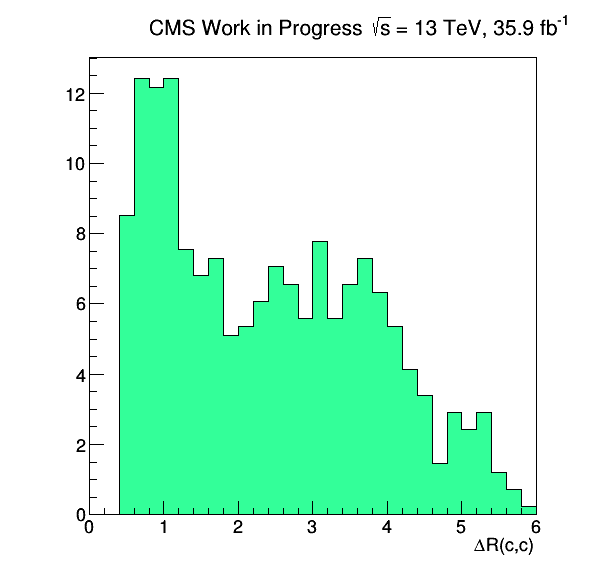 CMS Work in Progress √s = 13 TeV, 35.9 fb⁻¹
12
10
8
6
4
2
0
0 1 2 3 4 5 6
ΔR(c,c)